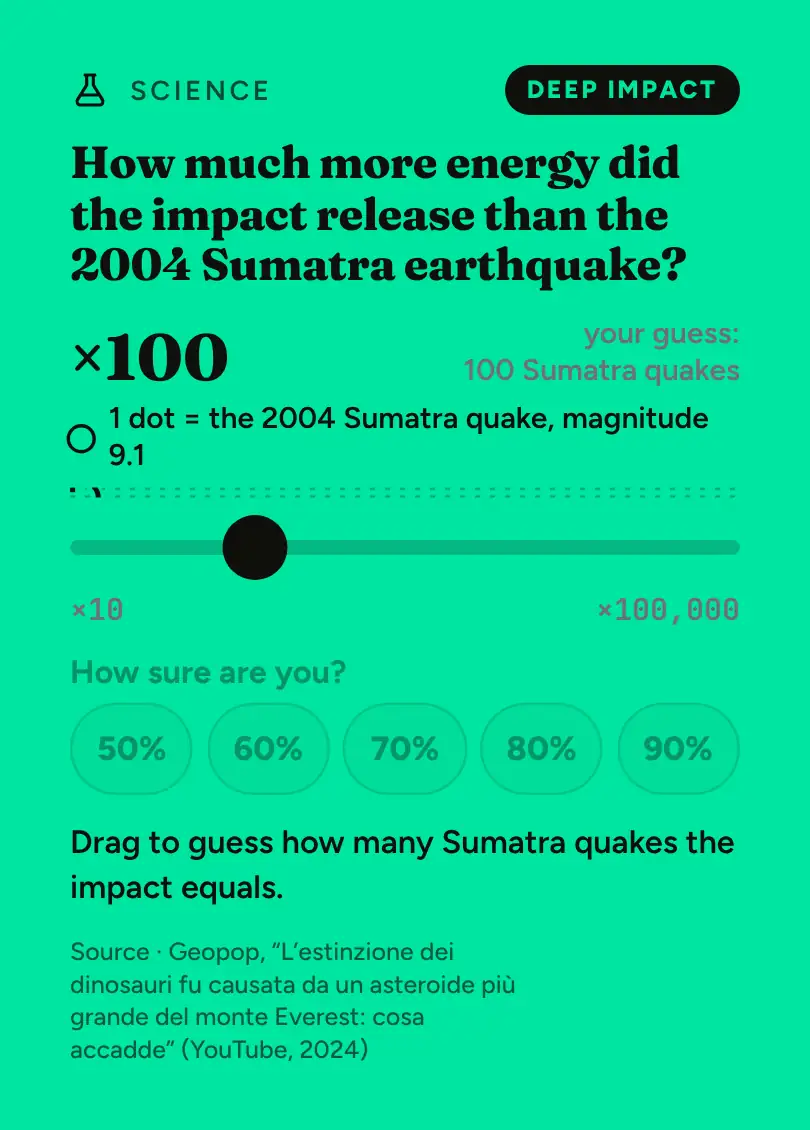 SCIENCE
DEEP IMPACT
How much more energy did
the impact release than the
2004 Sumatra earthquake?
×100
your guess:
100 Sumatra quakes
1 dot = the 2004 Sumatra quake, magnitude
9.1
×10
×100,000
How sure are you?
50%
60%
70%
80%
90%
Drag to guess how many Sumatra quakes the
impact equals.
Source · Geopop, “L’estinzione dei
dinosauri fu causata da un asteroide più
grande del monte Everest: cosa
accadde” (YouTube, 2024)